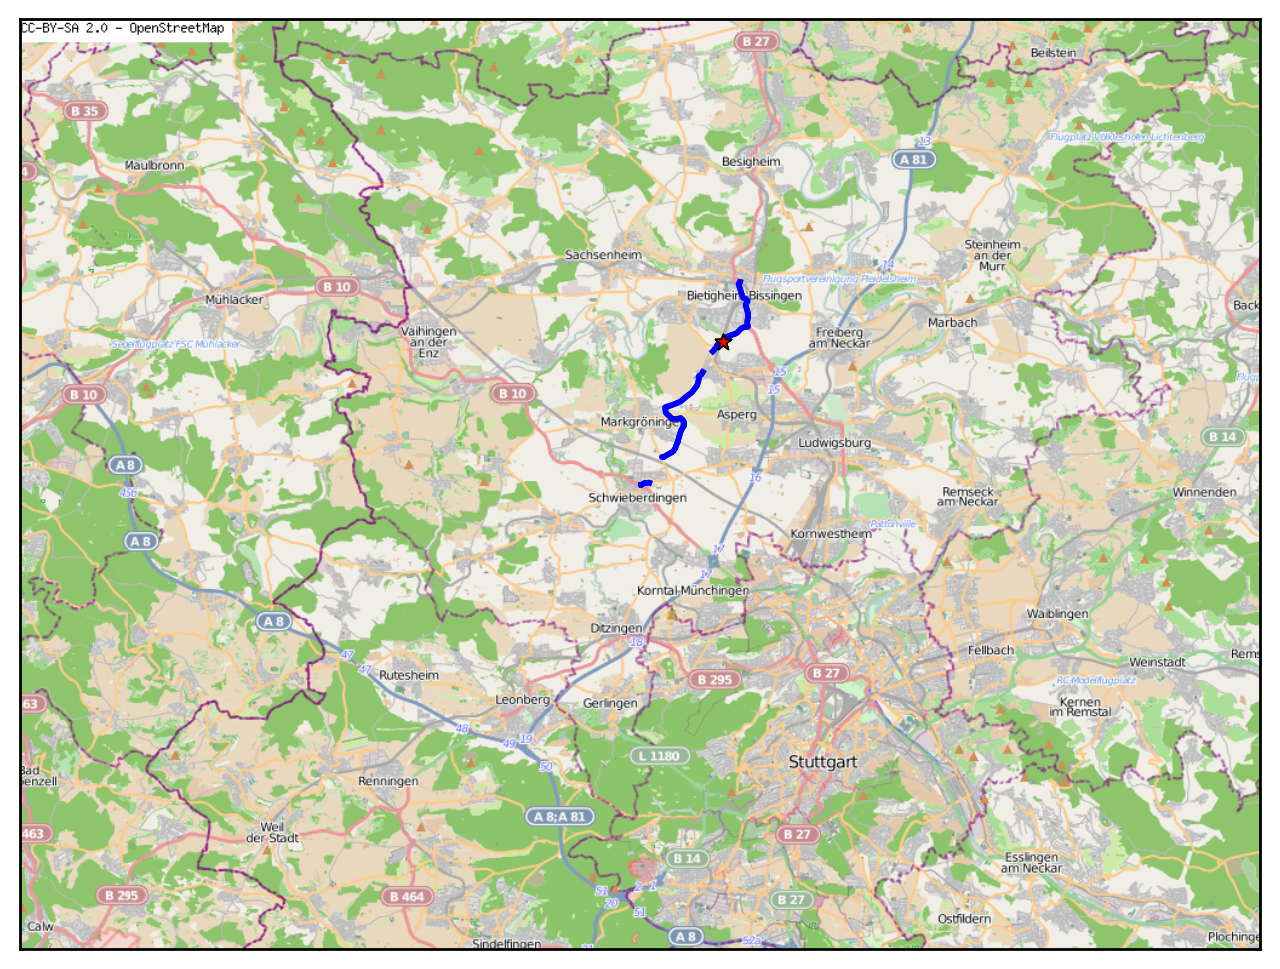 CC-BY-SA 2.0 - OpenStreetMap
B 27
Beilstein
B 35
13
Flugplatz Völkleshofen-Lichtenberg
A 81
Maulbronn
Besigheim
4
Steinheim
an der
Murr
Sachsenheim
14
Flugsportvereinigung Pleidelsheim
B 10
Mühlacker
Bietigheim-Bissingen
Back
Marbach
Vaihingen
an der
Enz
Freiberg
am Neckar
Segelflugplatz FSC Mühlacker
15
15
Flugp
B 10
B 10
Asperg
Markgröningen
Ludwigsburg
B 14
A 8
16
45b
Schwieberdingen
Remseck
am Neckar
Winnenden
Pattonville
Kornwestheim
A 8
17
17
Korntal-Münchingen
Waiblingen
A 8
Ditzingen
18
Fellbach
47
47
Rutesheim
Weinstadt
Rems
B 295
B 27
RC-Modellflugplatz
Leonberg
Gerlingen
Kernen
im Remstal
63
48
49
19
L 1180
Stuttgart
50
Bad
benzell
Renningen
A 8;A 81
463
Weil
der Stadt
B 27
B 14
Esslingen
am Neckar
51
20
2
3
B 295
B 464
B 27
51
Calw
Ostfildern
A 8
52a
Plochinge
Sindelfingen
21